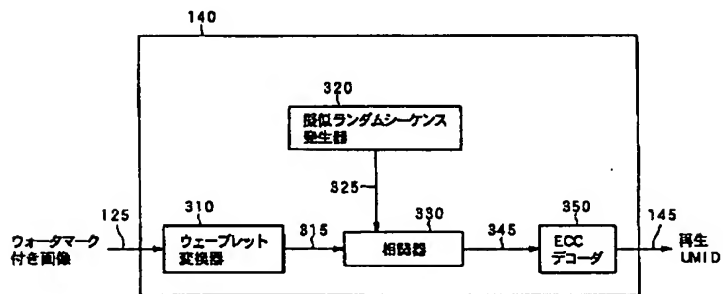 140
320
擬似ランダムシーケンス
発生器
325
310
330
350
125
315
345
145
ウォータマーク
付き画像
ウェーブレット
変換器
相関器
ECC
デコーダ
再生
UMID